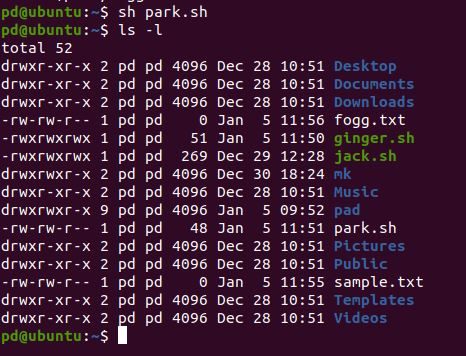 pd@ubuntu:~$ sh park.sh
pd@ubuntu:~$ ls -l
total 52
drwxr-xr-x 2 pd pd 4096 Dec 28 10:51 Desktop
drwxr-xr-x 2 pd pd 4096 Dec 28 10:51 Documents
drwxr-xr-x 2 pd pd 4096 Dec 28 10:51 Downloads
-rw-rw-r-- 1 pd pd    0 Jan  5 11:56 fogg.txt
-rwxrwxrwx 1 pd pd   51 Jan  5 11:50 ginger.sh
-rwxrwxrwx 1 pd pd  269 Dec 29 12:28 jack.sh
drwxrwxr-x 2 pd pd 4096 Dec 30 18:24 mk
drwxr-xr-x 2 pd pd 4096 Dec 28 10:51 Music
drwxrwxr-x 9 pd pd 4096 Jan  5 09:52 pad
-rw-rw-r-- 1 pd pd   48 Jan  5 11:51 park.sh
drwxr-xr-x 2 pd pd 4096 Dec 28 10:51 Pictures
drwxr-xr-x 2 pd pd 4096 Dec 28 10:51 Public
-rw-rw-r-- 1 pd pd    0 Jan  5 11:55 sample.txt
drwxr-xr-x 2 pd pd 4096 Dec 28 10:51 Templates
drwxr-xr-x 2 pd pd 4096 Dec 28 10:51 Videos
pd@ubuntu:~$